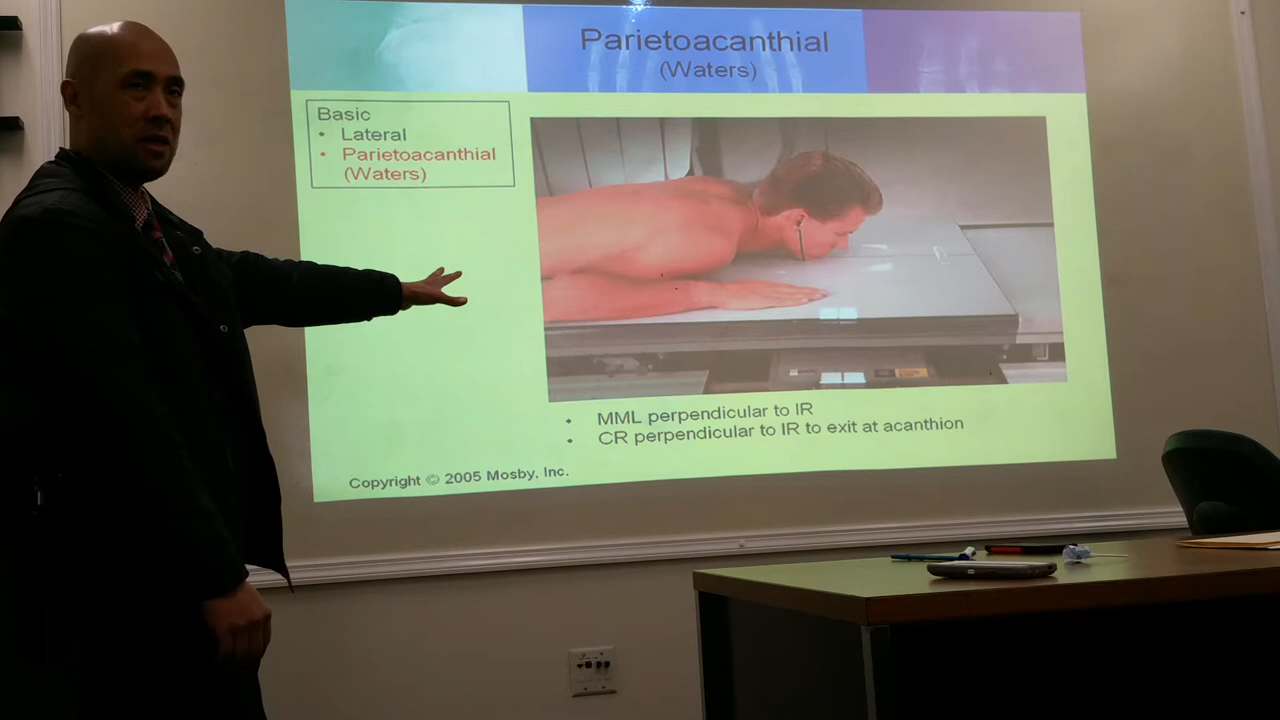 Parietoacanthial
(Waters)
Basic
• Lateral
• Parietoacanthial
(Waters)
• MML perpendicular to IR
• CR perpendicular to IR to exit at acanthion
Copyright © 2005 Mosby, Inc.